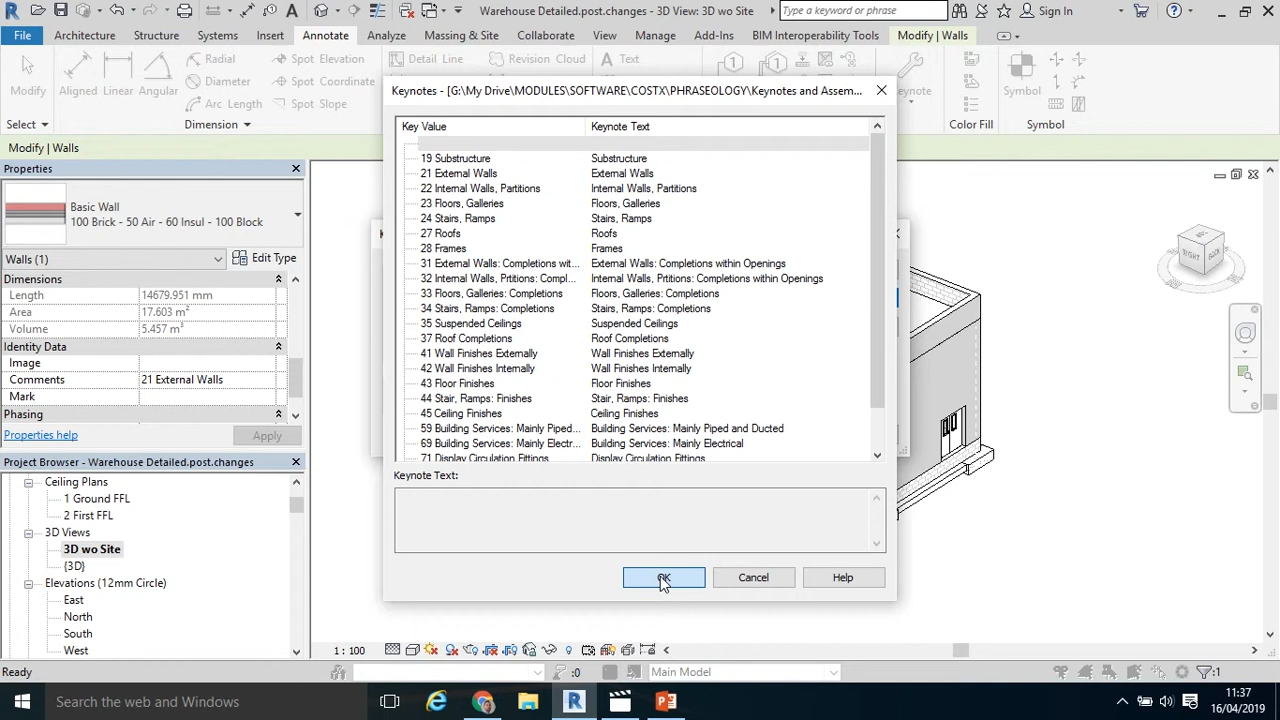 Warehouse Detailed.post.changes - 3D View: 3D wo Site
Type a keyword or phrase
Sign In
File
Architecture
Structure
Systems
Insert
Annotate
Analyze
Massing & Site
Collaborate
View
Manage
Add-Ins
BIM Interoperability Tools
Modify | Walls
Modify
Aligned
Linear
Angular
Radial
Diameter
Arc Length
Spot Elevation
Spot Coordinate
Spot Slope
Detail Line
Revision Cloud
Text
Symbol
Select
Dimension
Color Fill
Symbol
Modify | Walls
Properties
Basic Wall
100 Brick - 50 Air - 60 Insul - 100 Block
Walls (1)
Edit Type
Dimensions
Length 14679.951 mm
Area 17.603 m²
Volume 5.457 m³
Identity Data
Image
Comments 21 External Walls
Mark
Phasing
Properties help
Apply
Project Browser - Warehouse Detailed.post.changes
Ceiling Plans
1 Ground FFL
2 First FFL
3D Views
3D wo Site
{3D}
Elevations (12mm Circle)
East
North
South
West
Keynotes - [G:\My Drive\MODULES\SOFTWARE\COSTX\PHRASEOLOGY\Keynotes and Assem...
Key Value Keynote Text
19 Substructure Substructure
21 External Walls External Walls
22 Internal Walls, Partitions Internal Walls, Partitions
23 Floors, Galleries Floors, Galleries
24 Stairs, Ramps Stairs, Ramps
27 Roofs Roofs
28 Frames Frames
31 External Walls: Completions wit... External Walls: Completions within Openings
32 Internal Walls, Prtitions: Compl... Internal Walls, Prtitions: Completions within Openings
33 Floors, Galleries: Completions Floors, Galleries: Completions
34 Stairs, Ramps: Completions Stairs, Ramps: Completions
35 Suspended Ceilings Suspended Ceilings
37 Roof Completions Roof Completions
41 Wall Finishes Externally Wall Finishes Externally
42 Wall Finishes Internally Wall Finishes Internally
43 Floor Finishes Floor Finishes
44 Stair, Ramps: Finishes Stair, Ramps: Finishes
45 Ceiling Finishes Ceiling Finishes
59 Building Services: Mainly Piped... Building Services: Mainly Piped and Ducted
69 Building Services: Mainly Electr... Building Services: Mainly Electrical
71 Display Circulation Fittings Display Circulation Fittings
Keynote Text:
OK
Cancel
Help
RIGHT
BACK
1 : 100
Ready
:0
Main Model
:1
Search the web and Windows
11:37
16/04/2019